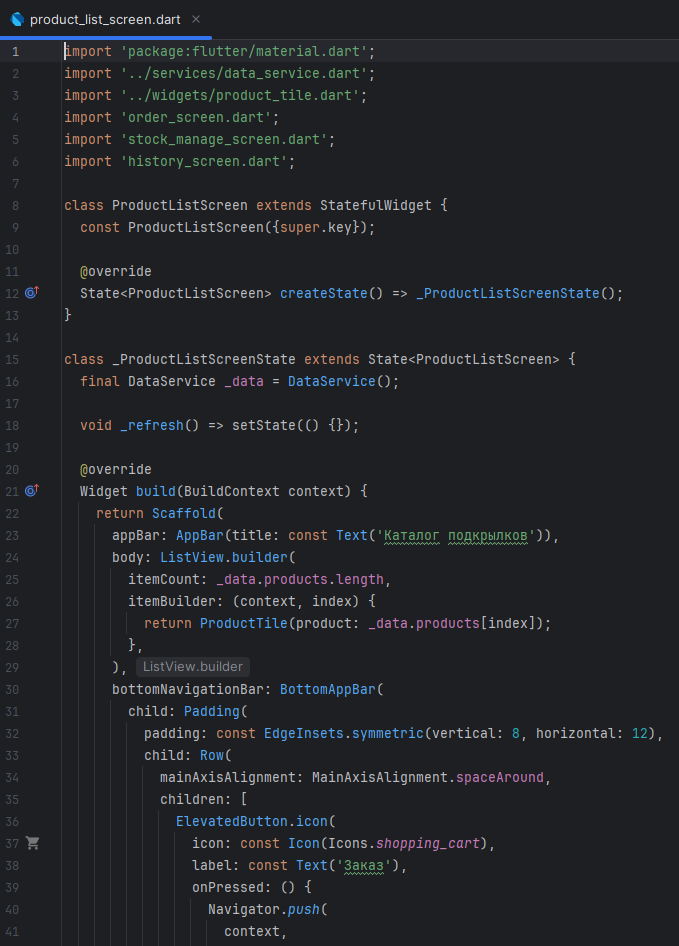 product_list_screen.dart ×
1 import 'package:flutter/material.dart';
2 import '../services/data_service.dart';
3 import '../widgets/product_tile.dart';
4 import 'order_screen.dart';
5 import 'stock_manage_screen.dart';
6 import 'history_screen.dart';
7
8 class ProductListScreen extends StatefulWidget {
9   const ProductListScreen({super.key});
10
11   @override
12   State<ProductListScreen> createState() => _ProductListScreenState();
13 }
14
15 class _ProductListScreenState extends State<ProductListScreen> {
16   final DataService _data = DataService();
17
18   void _refresh() => setState(() {});
19
20   @override
21   Widget build(BuildContext context) {
22     return Scaffold(
23       appBar: AppBar(title: const Text('Каталог подкрылков')),
24       body: ListView.builder(
25         itemCount: _data.products.length,
26         itemBuilder: (context, index) {
27           return ProductTile(product: _data.products[index]);
28         },
29       ), ListView.builder
30       bottomNavigationBar: BottomAppBar(
31         child: Padding(
32           padding: const EdgeInsets.symmetric(vertical: 8, horizontal: 12),
33           child: Row(
34             mainAxisAlignment: MainAxisAlignment.spaceAround,
35             children: [
36               ElevatedButton.icon(
37                 icon: const Icon(Icons.shopping_cart),
38                 label: const Text('Заказ'),
39                 onPressed: () {
40                   Navigator.push(
41                     context,